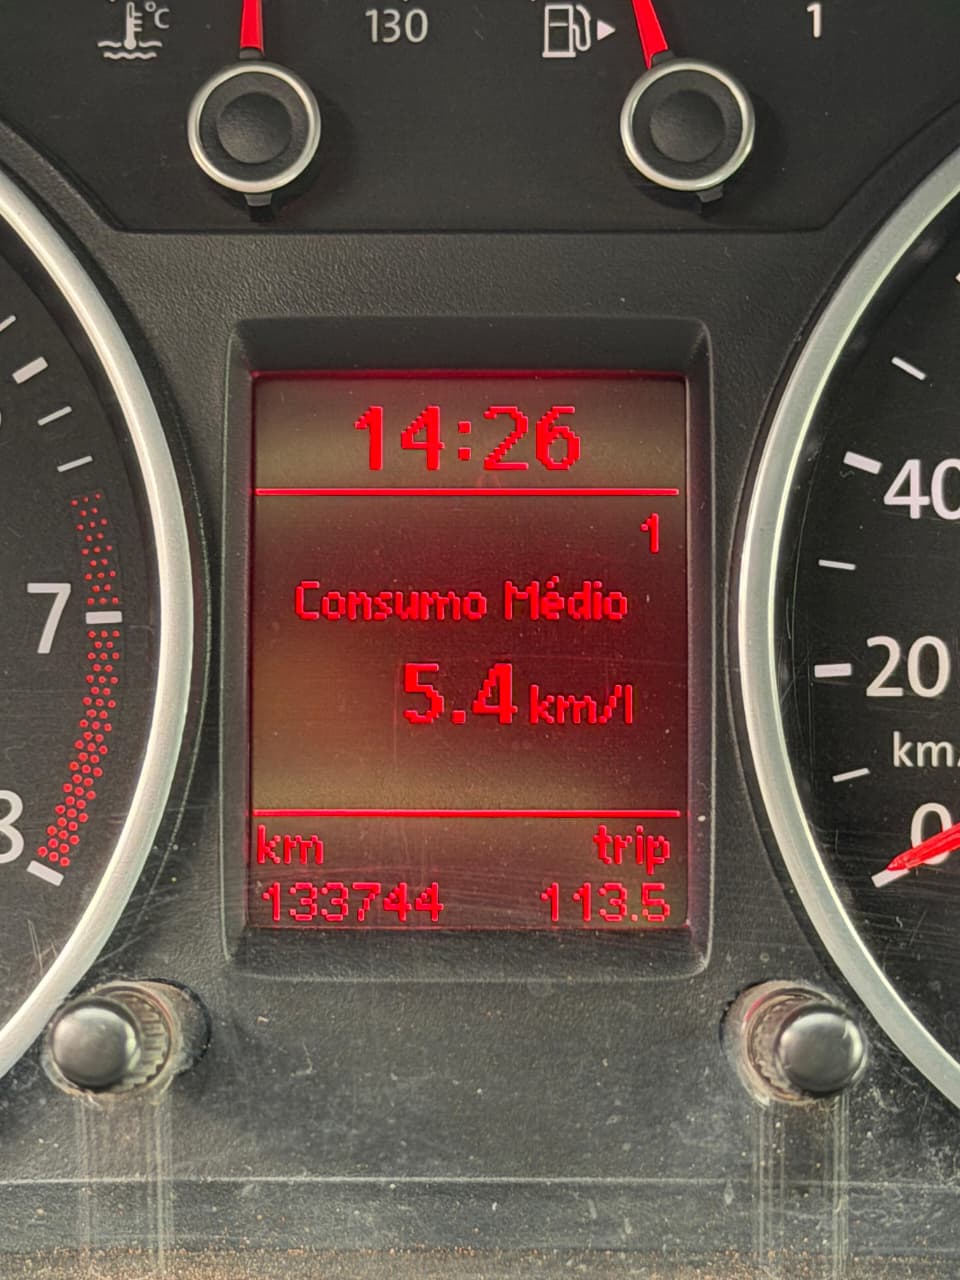 °C
130
1
14:26
1
Consumo Médio
5.4 km/l
km trip
133744 113.5
7
8
40
20
km/
0